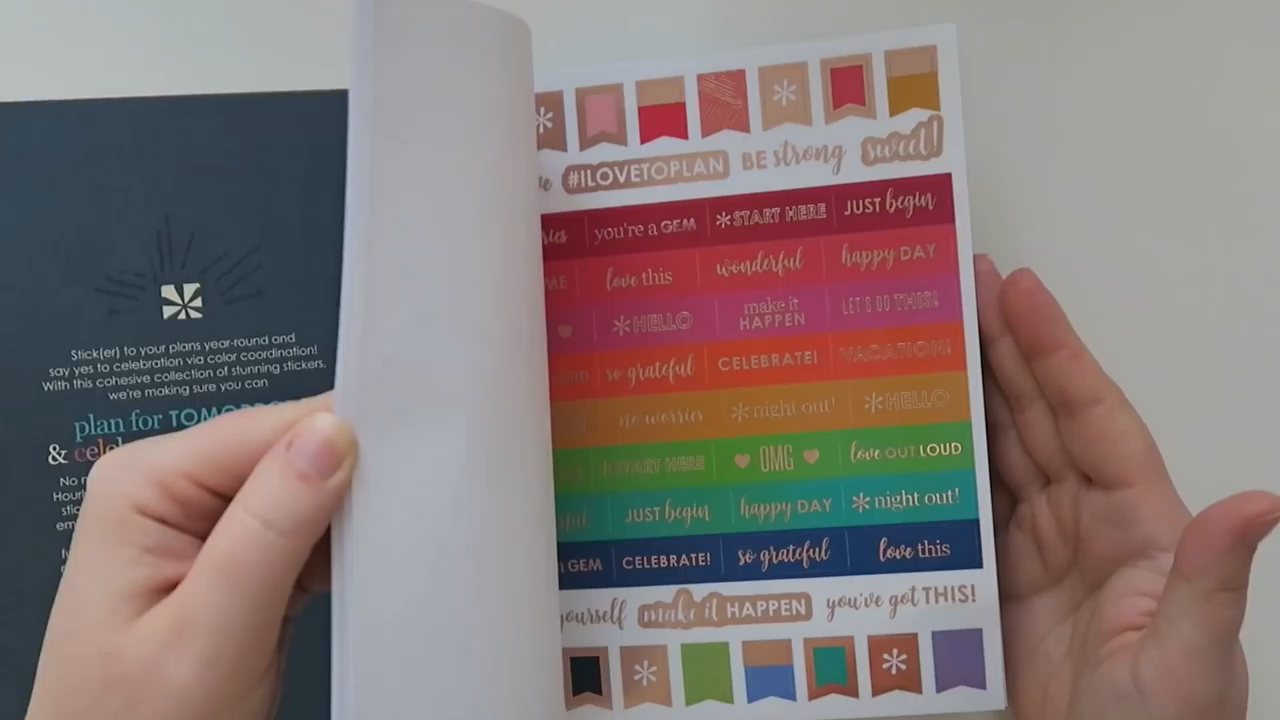 Stick(er) to your plans year-round and
say yes to celebration via color coordination!
With this cohesive collection of stunning stickers,
we're making sure you can
plan for
&
No
#ILOVETOPLAN BE strong sweet!
you're a GEM *START HERE JUST begin
love this wonderful happy DAY
*HELLO make it HAPPEN LET'S DO THIS!
so grateful CELEBRATE! VACATION!
no worries *night out! *HELLO
START HERE OMG love OUT LOUD
JUST begin happy DAY *night out!
GEM CELEBRATE! so grateful love this
yourself make it HAPPEN you've got THIS!